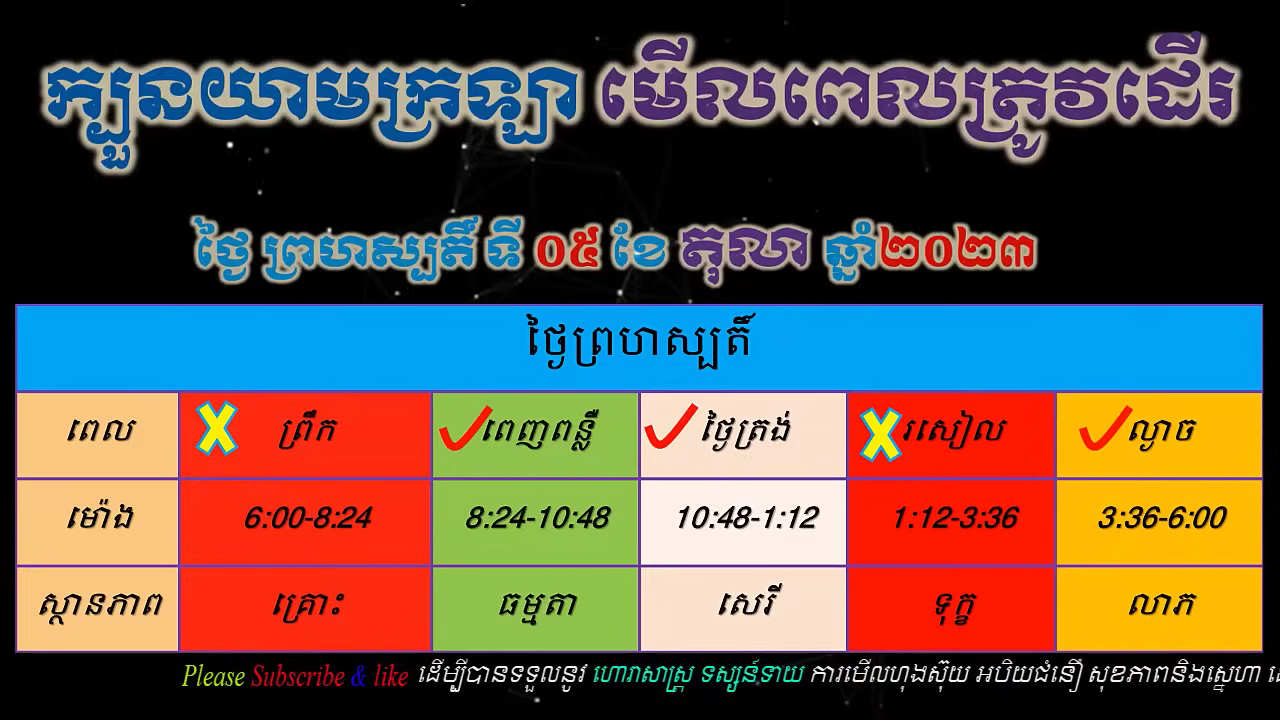 ក្បួនយាមក្រឡា មើលពេលត្រូវដើរ
ថ្ងៃ ព្រហស្បតិ៍ ទី ០៥ ខែ តុលា ឆ្នាំ២០២៣
ថ្ងៃព្រហស្បតិ៍
ពេល ព្រឹក ពេញពន្លឺ ថ្ងៃត្រង់ រសៀល ល្ងាច
ម៉ោង 6:00-8:24 8:24-10:48 10:48-1:12 1:12-3:36 3:36-6:00
ស្ថានភាព គ្រោះ ធម្មតា សេរី ទុក្ខ លាភ
Please Subscribe & like ដើម្បីបានទទួលនូវ ហោរាសាស្ត្រ ទស្សន៍ទាយ ការមើលហុងស៊ុយ អបិយជំនឿ សុខភាពនិងស្នេហា